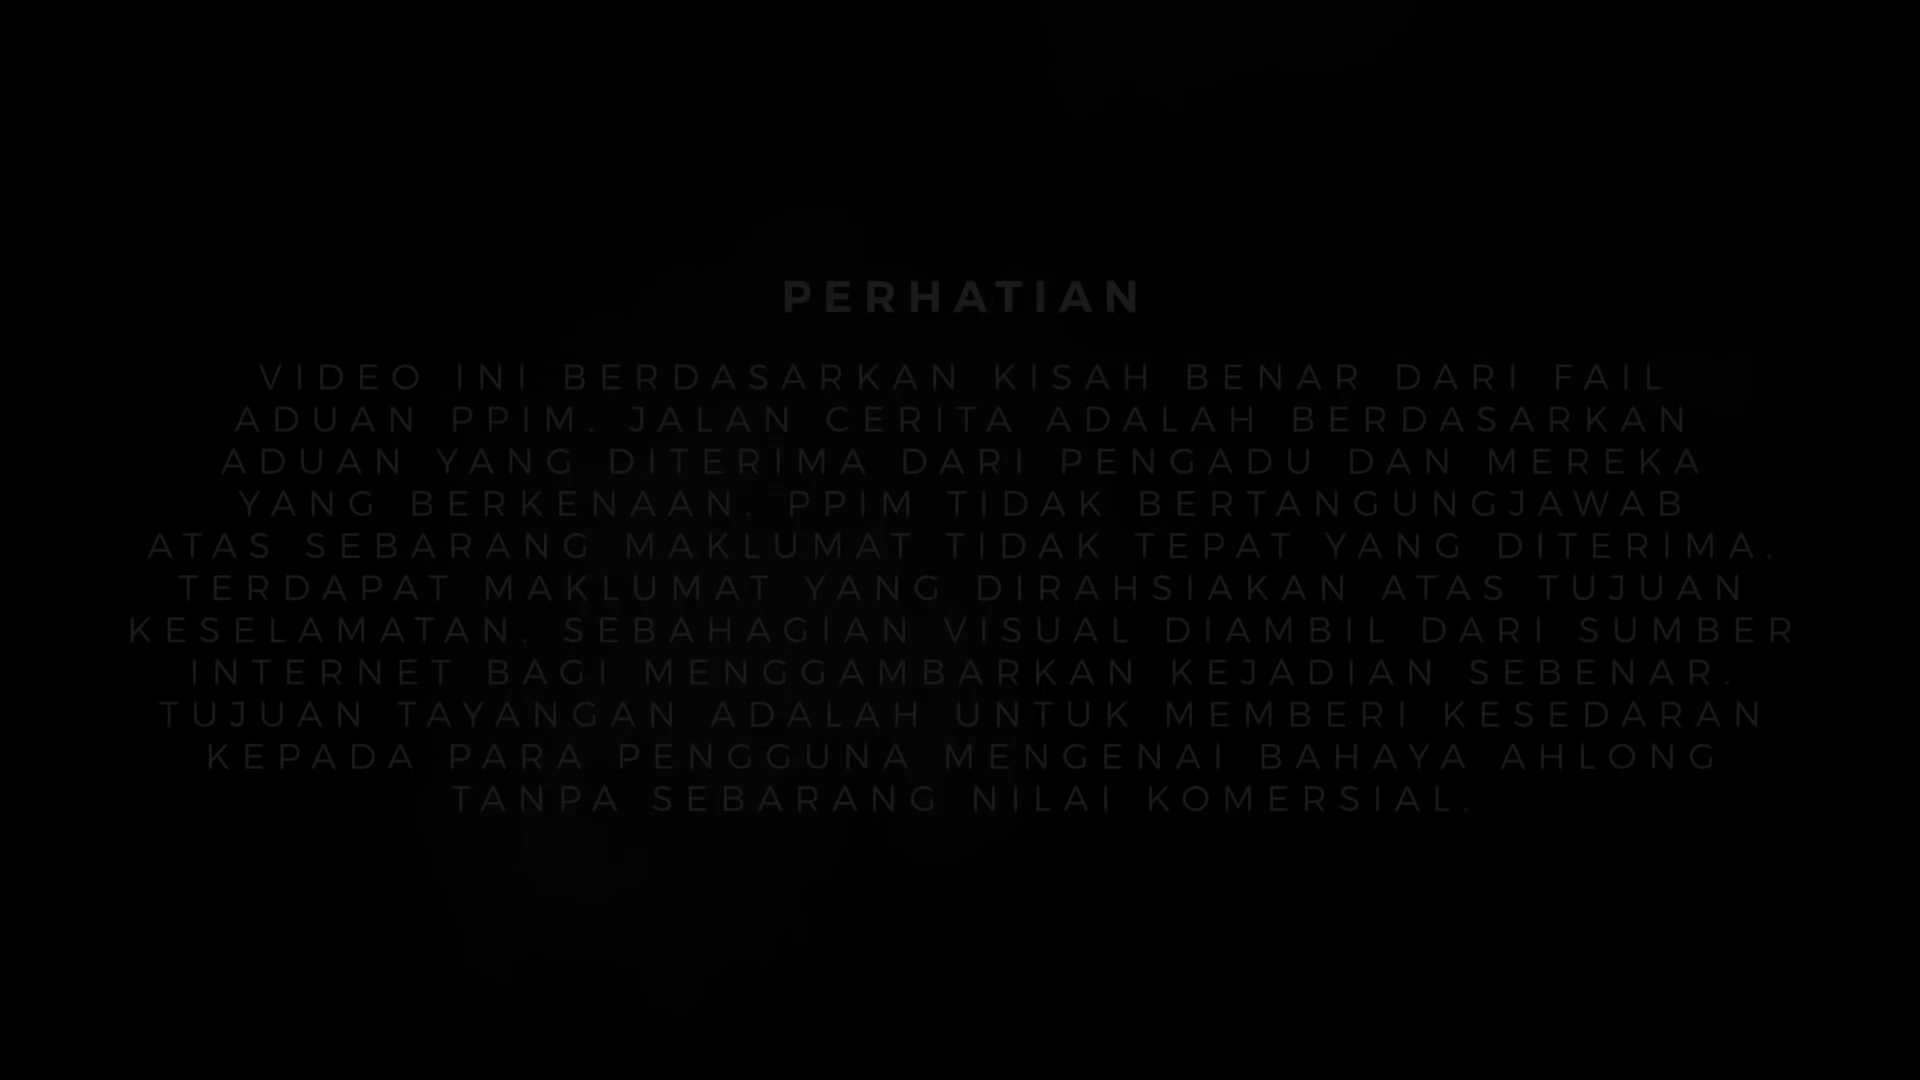 PERHATIAN
VIDEO INI BERDASARKAN KISAH BENAR DARI FAIL
ADUAN PPIM. JALAN CERITA ADALAH BERDASARKAN
ADUAN YANG DITERIMA DARI PENGADU DAN MEREKA
YANG BERKENAAN. PPIM TIDAK BERTANGUNGJAWAB
ATAS SEBARANG MAKLUMAT TIDAK TEPAT YANG DITERIMA.
TERDAPAT MAKLUMAT YANG DIRAHSIAKAN ATAS TUJUAN
KESELAMATAN. SEBAHAGIAN VISUAL DIAMBIL DARI SUMBER
INTERNET BAGI MENGGAMBARKAN KEJADIAN SEBENAR.
TUJUAN TAYANGAN ADALAH UNTUK MEMBERI KESEDARAN
KEPADA PARA PENGGUNA MENGENAI BAHAYA AHLONG
TANPA SEBARANG NILAI KOMERSIAL.